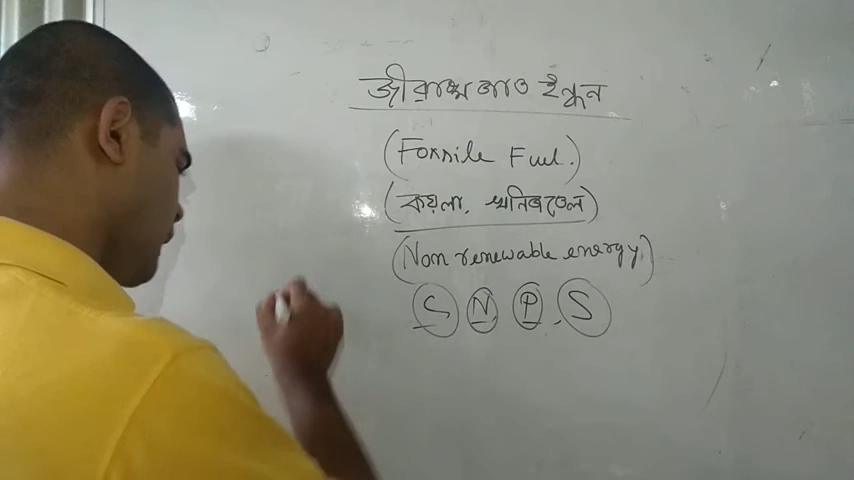 জীবাশ্ম জাত ইন্ধন
(Fossile Fuel.)
(কয়লা, খনিজতেল)
(Non renewable energy)
C N P, S